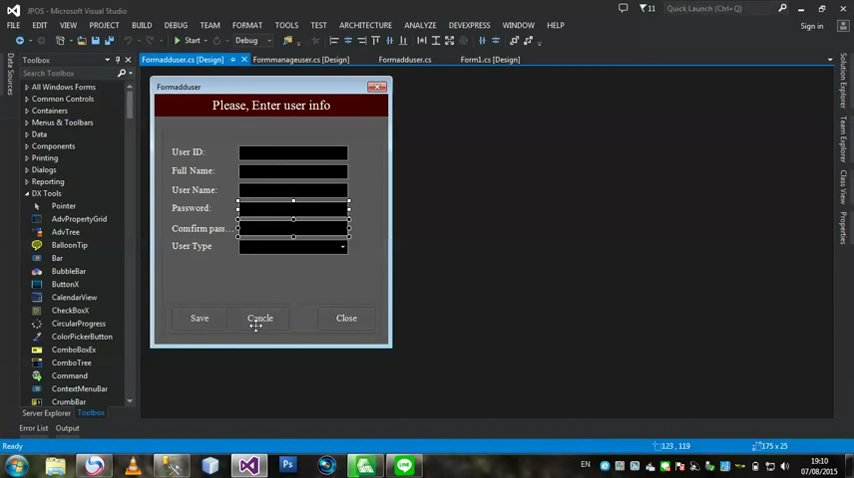 JPOS - Microsoft Visual Studio
11
Quick Launch (Ctrl+Q)
FILE EDIT VIEW PROJECT BUILD DEBUG TEAM FORMAT TOOLS TEST ARCHITECTURE ANALYZE DEVEXPRESS WINDOW HELP
Sign in
Start Debug
Toolbox
Formadduser.cs [Design]
Formmanageuser.cs [Design]
Formadduser.cs
Form1.cs [Design]
Data Sources
Search Toolbox
All Windows Forms
Common Controls
Containers
Menus & Toolbars
Data
Components
Printing
Dialogs
Reporting
DX Tools
Pointer
AdvPropertyGrid
AdvTree
BalloonTip
Bar
BubbleBar
ButtonX
CalendarView
CheckBoxX
CircularProgress
ColorPickerButton
ComboBoxEx
ComboTree
Command
ContextMenuBar
CrumbBar
Server Explorer
Toolbox
Formadduser
Please, Enter user info
User ID:
Full Name:
User Name:
Password:
Comfirm pass...
User Type
Save
Cancle
Close
Solution Explorer
Team Explorer
Class View
Properties
Error List
Output
Ready
123 , 119
175 x 25
EN
19:10
07/08/2015
Ps
LINE